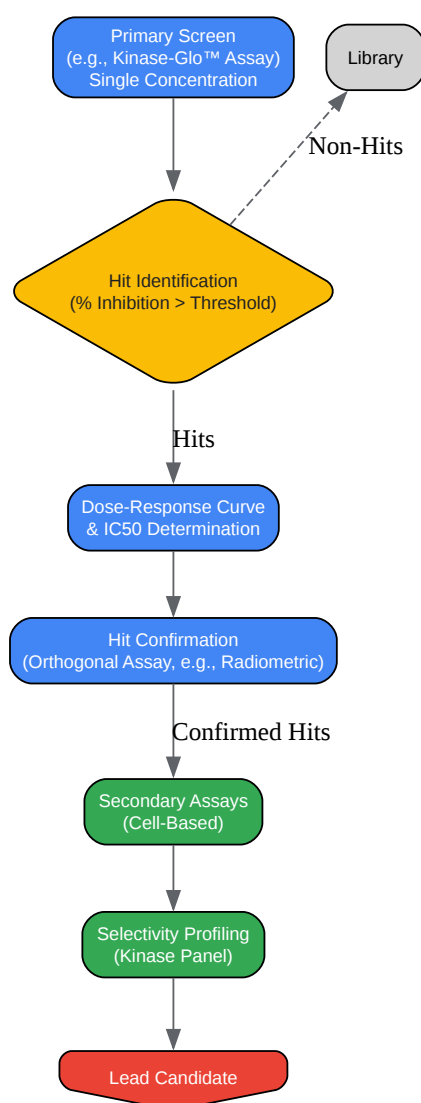 Primary Screen
(e.g., Kinase-Glo™ Assay)
Single Concentration
Library
Non-Hits
Hit Identification
(% Inhibition > Threshold)
Hits
Dose-Response Curve
& IC50 Determination
Hit Confirmation
(Orthogonal Assay, e.g., Radiometric)
Confirmed Hits
Secondary Assays
(Cell-Based)
Selectivity Profiling
(Kinase Panel)
Lead Candidate